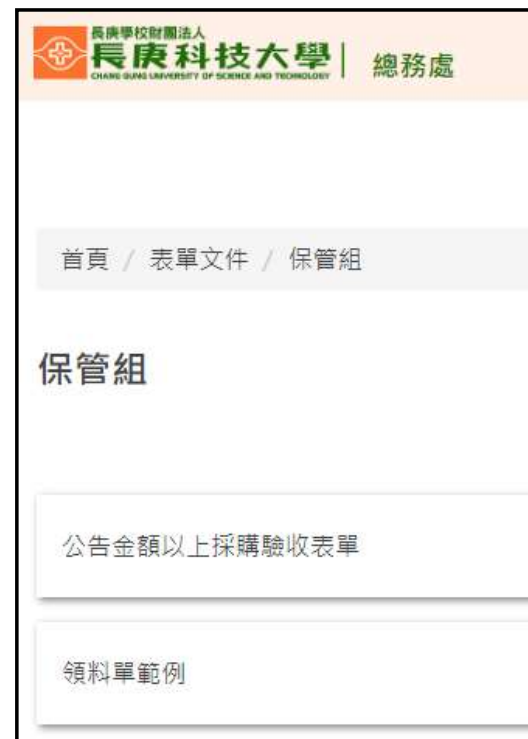 長庚學校財團法人
長庚科技大學｜ 總務處
CHANG GUNG UNIVERSITY OF SCIENCE AND TECHNOLOGY
首頁 / 表單文件 / 保管組
保管組
公告金額以上採購驗收表單
領料單範例